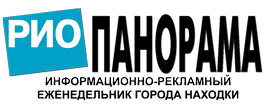 РИО ПАНОРАМА
ИНФОРМАЦИОННО-РЕКЛАМНЫЙ
ЕЖЕНЕДЕЛЬНИК ГОРОДА НАХОДКИ